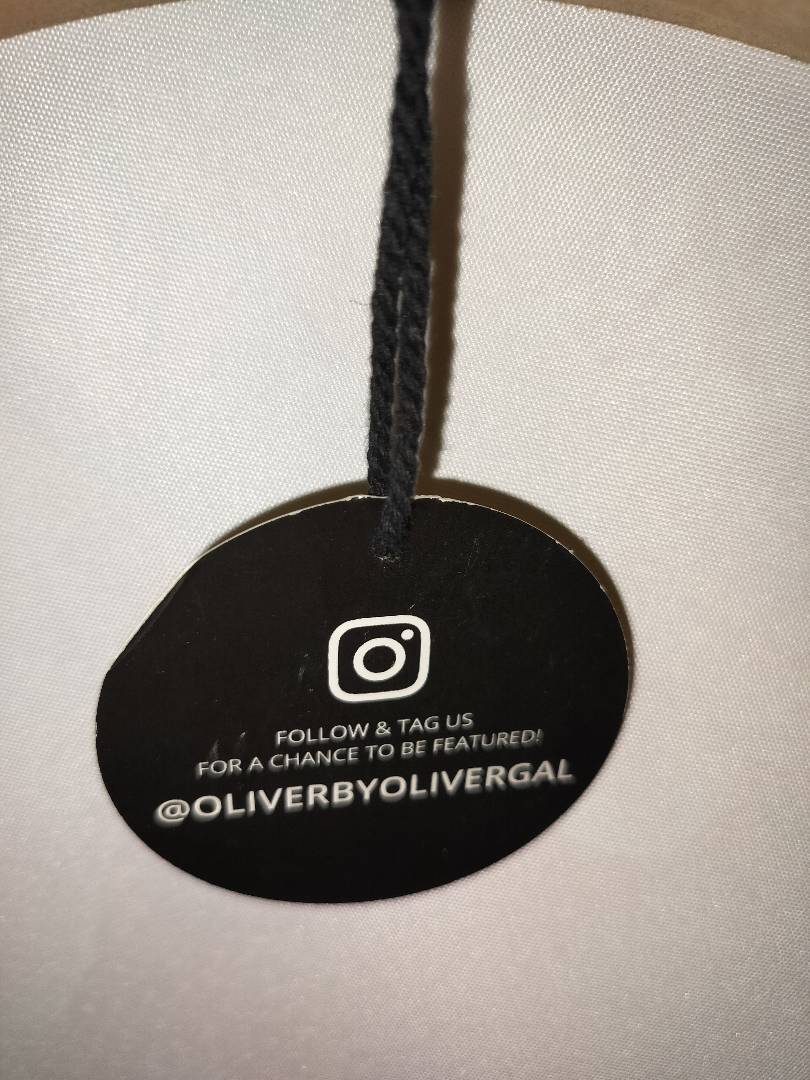 FOLLOW & TAG US
FOR A CHANCE TO BE FEATURED!
@OLIVERBYOLIVERGAL